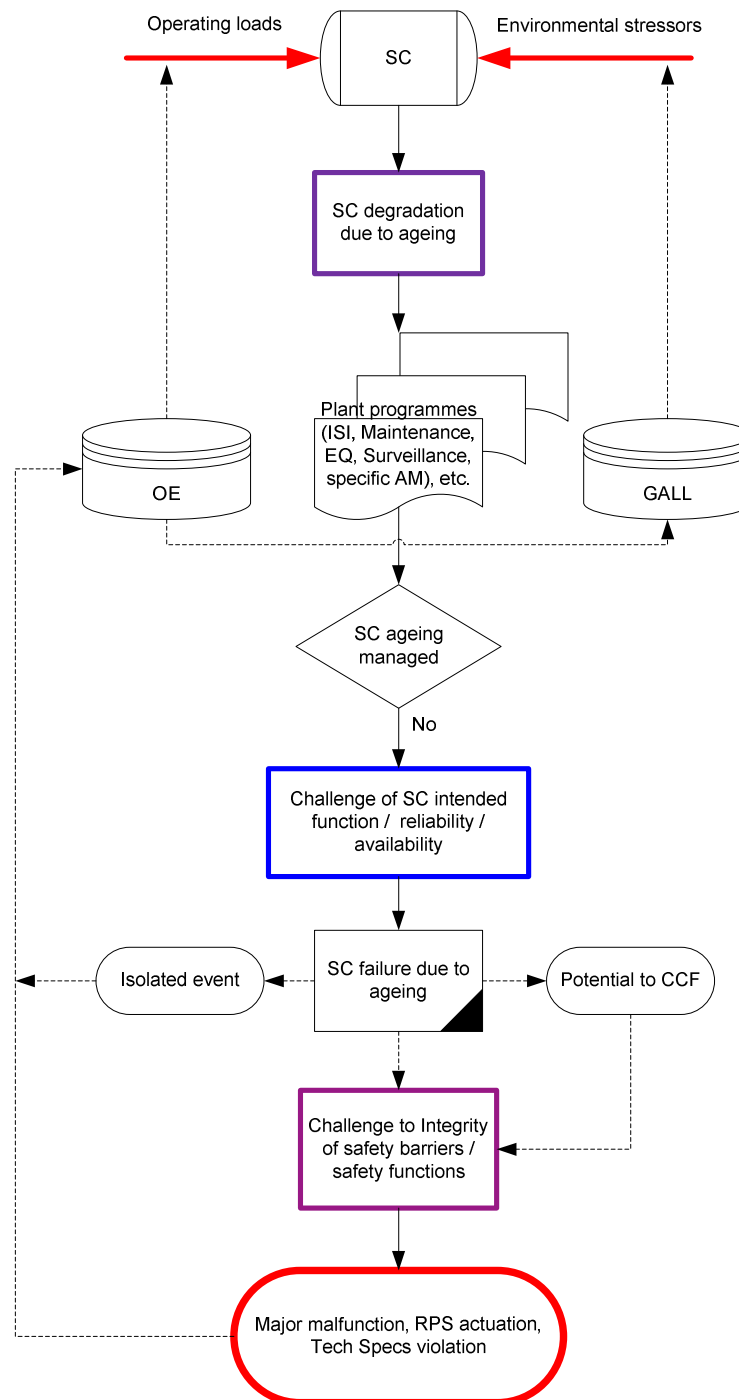 Operating loads
Environmental stressors
SC
SC degradation
due to ageing
Plant programmes
(ISI, Maintenance,
EQ, Surveillance,
specific AM), etc.
OE
GALL
SC ageing
managed
No
Challenge of SC intended
function / reliability /
availability
Isolated event
SC failure due to
ageing
Potential to CCF
Challenge to Integrity
of safety barriers /
safety functions
Major malfunction, RPS actuation,
Tech Specs violation